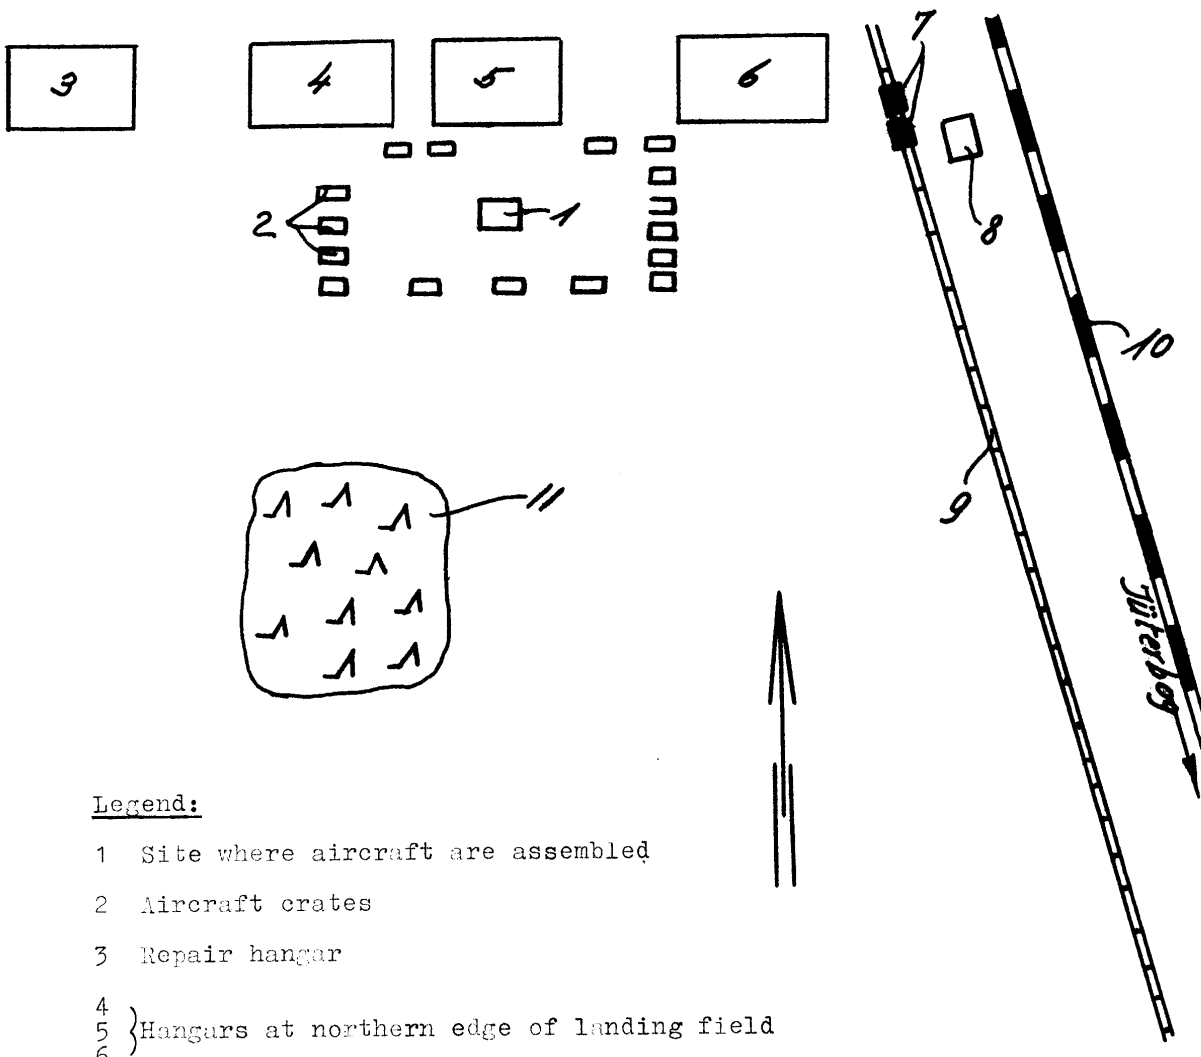 3 4 5 6 7
8
2 1
10
9
11
Jüterbog
Legend:
1 Site where aircraft are assembled
2 Aircraft crates
3 Repair hangar
4
5 }Hangars at northern edge of landing field
6